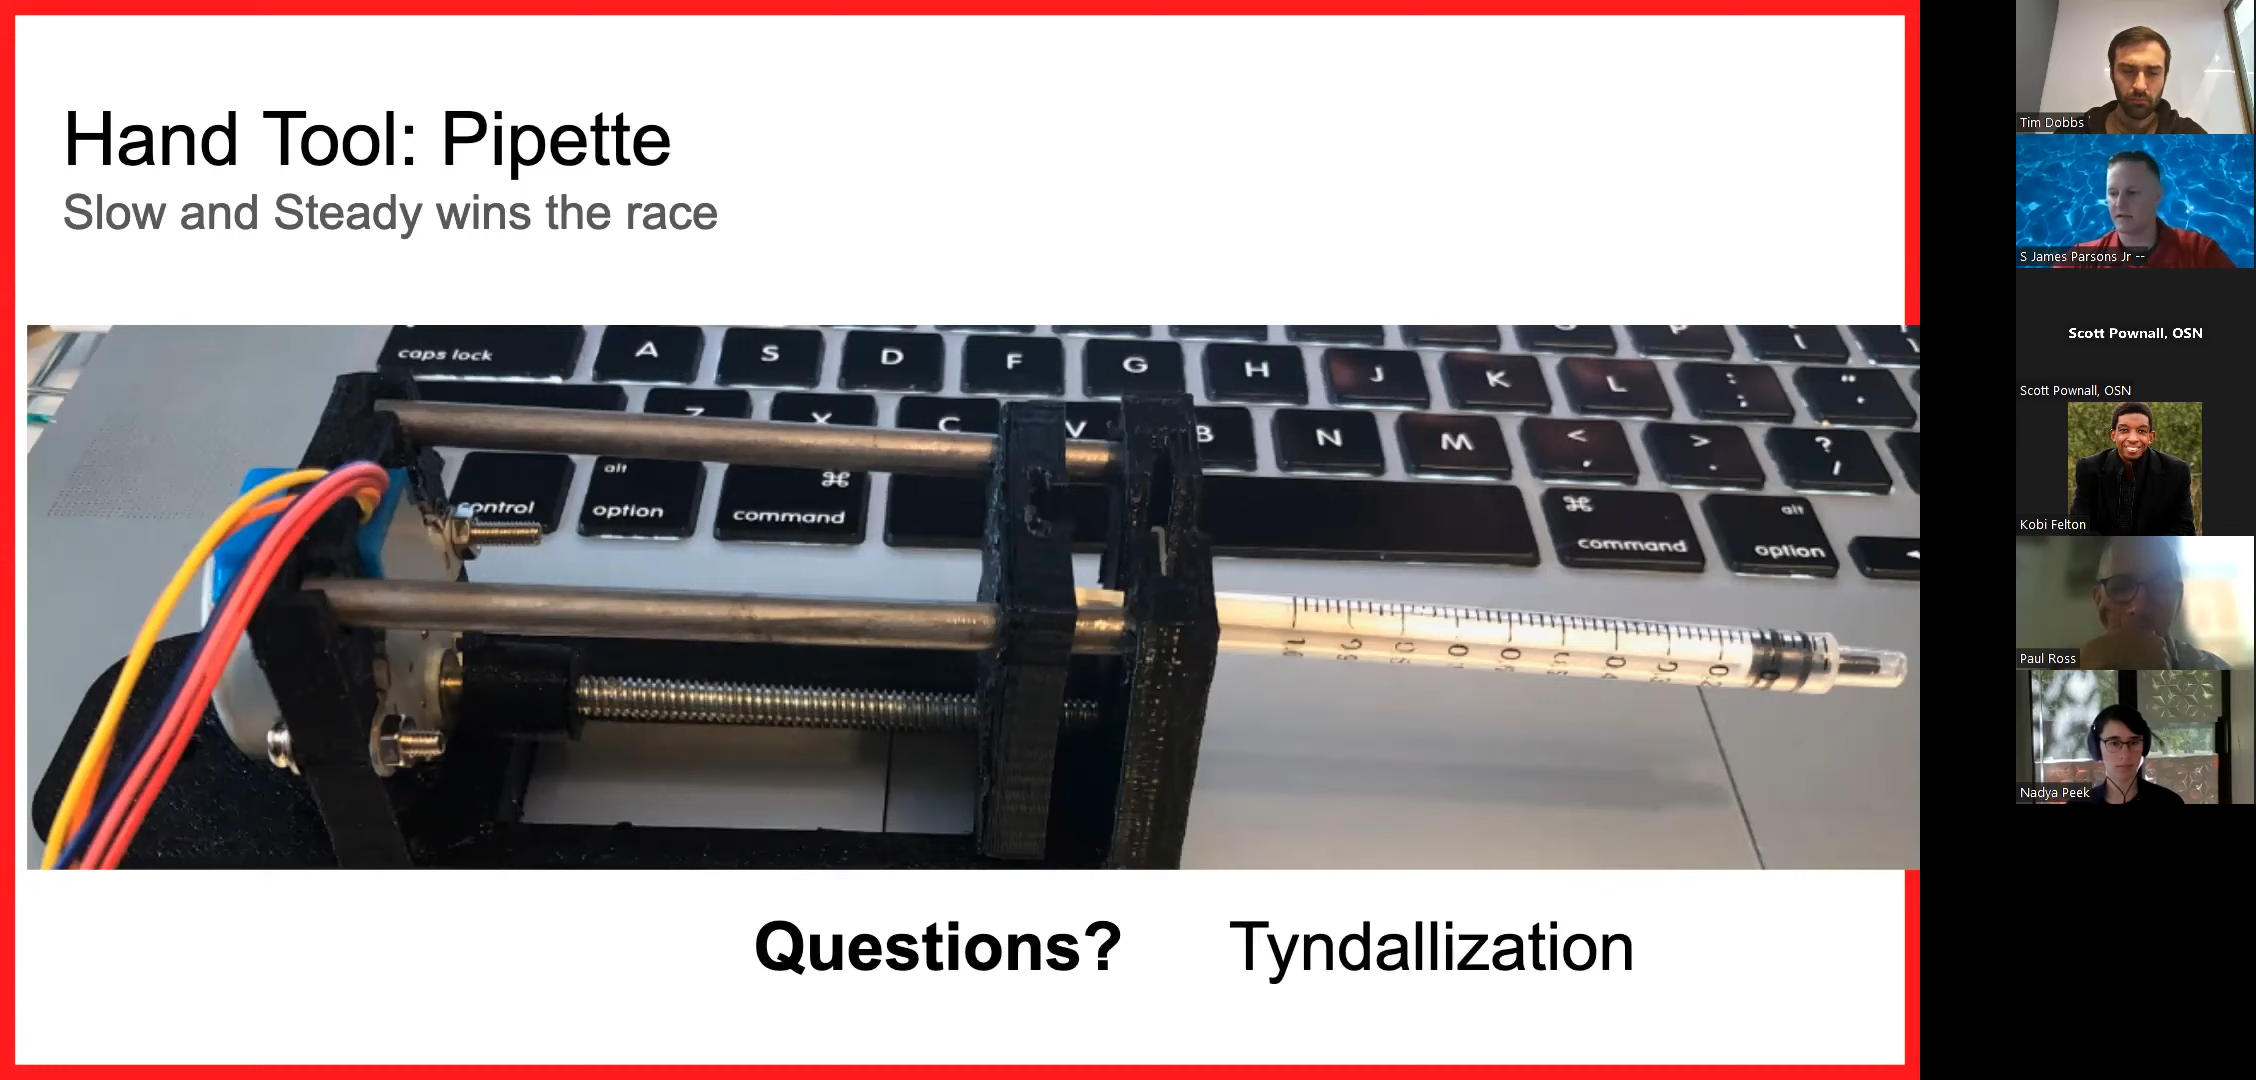 Hand Tool: Pipette
Slow and Steady wins the race
caps lock A S D F G H J K L : ; "
Z X C V B N M < , > . ? /
control alt option ⌘ command ⌘ command alt option
Questions? Tyndallization
Tim Dobbs
S James Parsons Jr --
Scott Pownall, OSN
Scott Pownall, OSN
Kobi Felton
Paul Ross
Nadya Peek